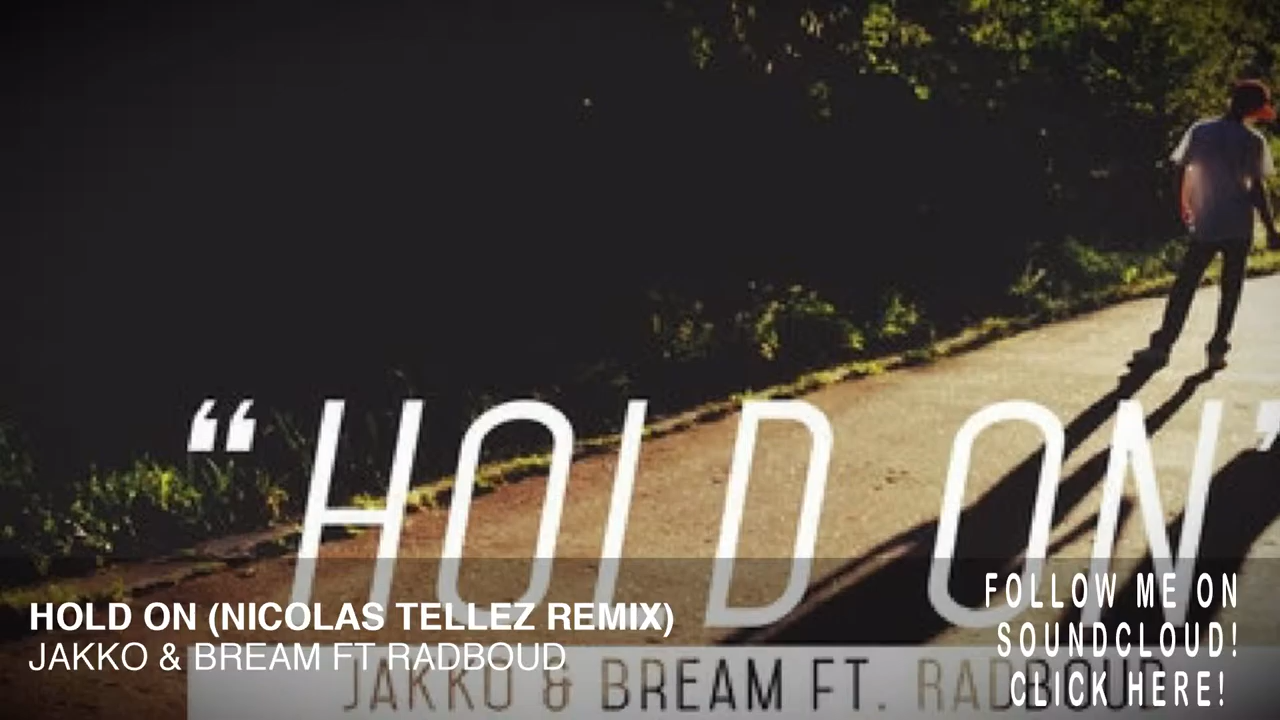 “HOLD ON”
HOLD ON (NICOLAS TELLEZ REMIX)
JAKKO & BREAM FT RADBOUD
JAKKO & BREAM FT. RADBOUD
FOLLOW ME ON
SOUNDCLOUD!
CLICK HERE!